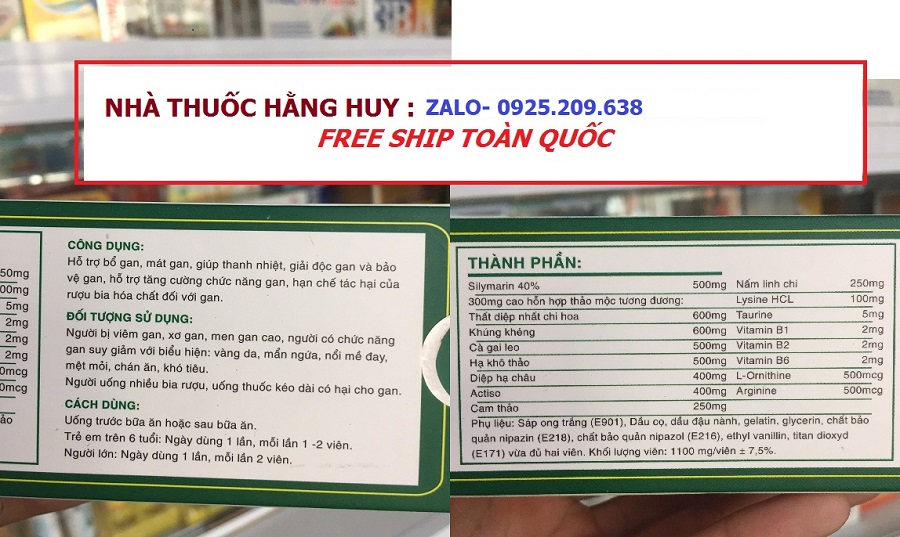 NHÀ THUỐC HẰNG HUY : ZALO- 0925.209.638
FREE SHIP TOÀN QUỐC
50mg
00mg
5mg
2mg
2mg
2mg
0mcg
0mcg
CÔNG DỤNG:
Hỗ trợ bổ gan, mát gan, giúp thanh nhiệt, giải độc gan và bảo
vệ gan, hỗ trợ tăng cường chức năng gan, hạn chế tác hại của
rượu bia hóa chất đối với gan.
ĐỐI TƯỢNG SỬ DỤNG:
Người bị viêm gan, xơ gan, men gan cao, người có chức năng
gan suy giảm với biểu hiện: vàng da, mẩn ngứa, nổi mề đay,
mệt mỏi, chán ăn, khó tiêu.
Người uống nhiều bia rượu, uống thuốc kéo dài có hại cho gan.
CÁCH DÙNG:
Uống trước bữa ăn hoặc sau bữa ăn.
Trẻ em trên 6 tuổi: Ngày dùng 1 lần, mỗi lần 1 -2 viên.
Người lớn: Ngày dùng 1 lần, mỗi lần 2 viên.
THÀNH PHẦN:
Silymarin 40% 500mg Nấm linh chi 250mg
300mg cao hỗn hợp thảo mộc tương đương: Lysine HCL 100mg
Thất diệp nhất chi hoa 600mg Taurine 5mg
Khúng khéng 600mg Vitamin B1 2mg
Cà gai leo 500mg Vitamin B2 2mg
Hạ khô thảo 500mg Vitamin B6 2mg
Diệp hạ châu 400mg L-Ornithine 500mcg
Actiso 400mg Arginine 500mcg
Cam thảo 250mg
Phụ liệu: Sáp ong trắng (E901), Dầu cọ, dầu đậu nành, gelatin, glycerin, chất bảo
quản nipazin (E218), chất bảo quản nipazol (E216), ethyl vanillin, titan dioxyd
(E171) vừa đủ hai viên. Khối lượng viên: 1100 mg/viên ± 7,5%.